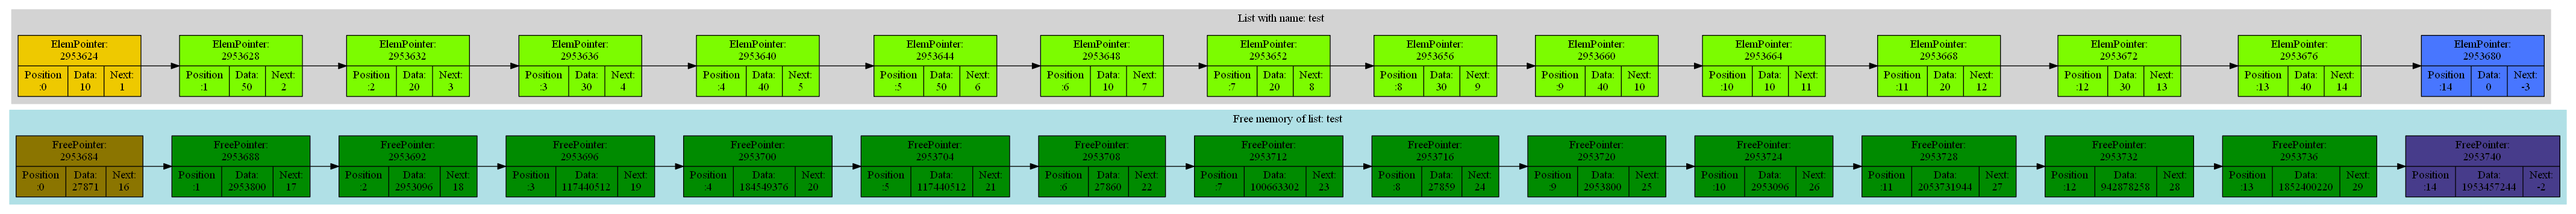 List with name: test
ElemPointer:
2953624
Position
:0
Data:
10
Next:
1
ElemPointer:
2953628
Position
:1
Data:
50
Next:
2
ElemPointer:
2953632
Position
:2
Data:
20
Next:
3
ElemPointer:
2953636
Position
:3
Data:
30
Next:
4
ElemPointer:
2953640
Position
:4
Data:
40
Next:
5
ElemPointer:
2953644
Position
:5
Data:
50
Next:
6
ElemPointer:
2953648
Position
:6
Data:
10
Next:
7
ElemPointer:
2953652
Position
:7
Data:
20
Next:
8
ElemPointer:
2953656
Position
:8
Data:
30
Next:
9
ElemPointer:
2953660
Position
:9
Data:
40
Next:
10
ElemPointer:
2953664
Position
:10
Data:
10
Next:
11
ElemPointer:
2953668
Position
:11
Data:
20
Next:
12
ElemPointer:
2953672
Position
:12
Data:
30
Next:
13
ElemPointer:
2953676
Position
:13
Data:
40
Next:
14
ElemPointer:
2953680
Position
:14
Data:
0
Next:
-3
Free memory of list: test
FreePointer:
2953684
Position
:0
Data:
27871
Next:
16
FreePointer:
2953688
Position
:1
Data:
2953800
Next:
17
FreePointer:
2953692
Position
:2
Data:
2953096
Next:
18
FreePointer:
2953696
Position
:3
Data:
117440512
Next:
19
FreePointer:
2953700
Position
:4
Data:
184549376
Next:
20
FreePointer:
2953704
Position
:5
Data:
117440512
Next:
21
FreePointer:
2953708
Position
:6
Data:
27860
Next:
22
FreePointer:
2953712
Position
:7
Data:
100663302
Next:
23
FreePointer:
2953716
Position
:8
Data:
27859
Next:
24
FreePointer:
2953720
Position
:9
Data:
2953800
Next:
25
FreePointer:
2953724
Position
:10
Data:
2953096
Next:
26
FreePointer:
2953728
Position
:11
Data:
2053731944
Next:
27
FreePointer:
2953732
Position
:12
Data:
942878258
Next:
28
FreePointer:
2953736
Position
:13
Data:
1852400220
Next:
29
FreePointer:
2953740
Position
:14
Data:
1953457244
Next:
-2